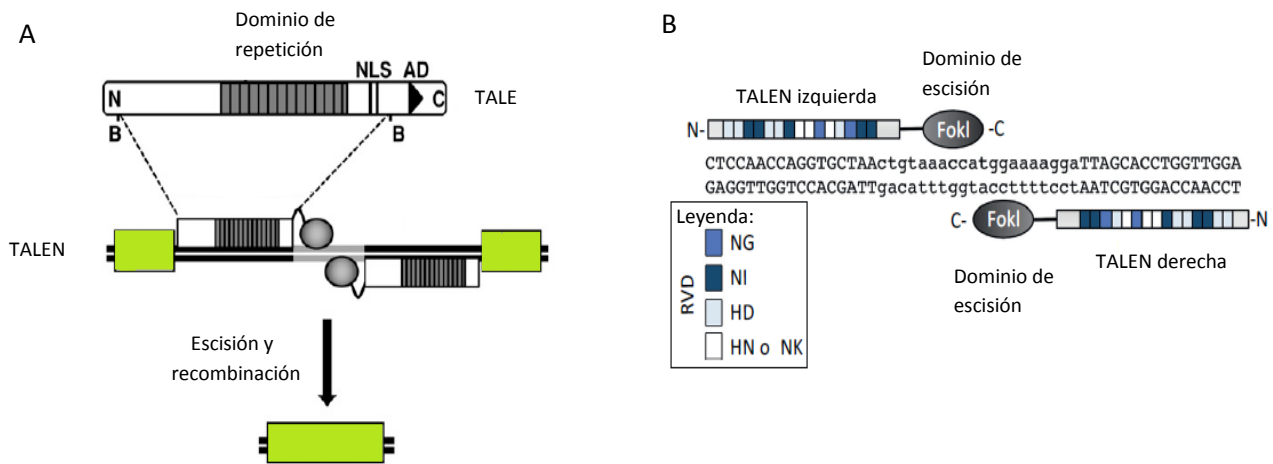 A
Dominio de
repetición
NLS AD
N
C
TALE
B
B
TALEN
Escisión y
recombinación
B
Dominio de
escisión
TALEN izquierda
N-
FokI
-C
CTCCAACCAGGTGCTAActgtaaaccatggaaaaggaTTAGCACCTGGTTGGA
GAGGTTGGTCCACGATTgacatttggtaccttttcctAATCGTGGACCAACCT
C-
FokI
-N
TALEN derecha
Dominio de
escisión
Leyenda:
RVD
NG
NI
HD
HN o NK